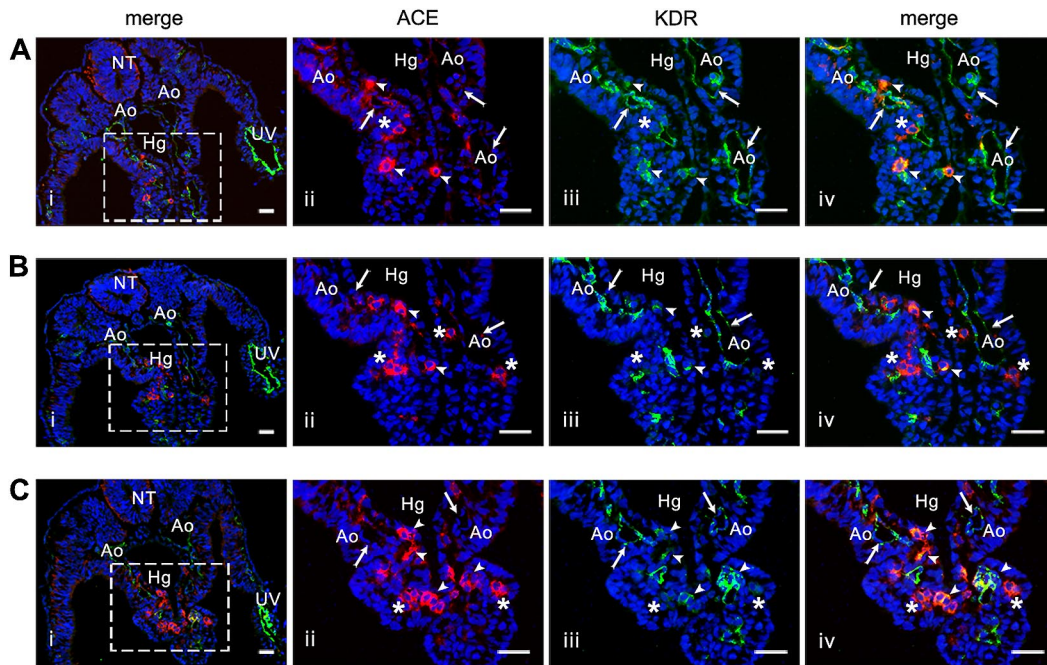 merge ACE KDR merge
A
NT
Ao Ao
Hg
UV
i
Hg
Ao Ao
*
Ao
ii
Hg
Ao Ao
*
Ao
iii
Hg
Ao Ao
*
Ao
iv
B
NT
Ao Ao
Hg
UV
i
Hg
Ao
* Ao
* *
ii
Hg
Ao
* Ao
* *
iii
Hg
Ao
* Ao
* *
iv
C
NT
Ao Ao
Hg
UV
i
Hg
Ao Ao
* *
ii
Hg
Ao Ao
* *
iii
Hg
Ao Ao
* *
iv